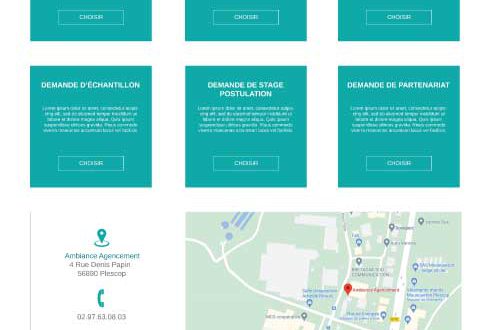 CHOISIR
CHOISIR
CHOISIR
DEMANDE D'ÉCHANTILLON
Lorem ipsum dolor sit amet, consectetur adipis
cing elit, sed do eiusmod tempor incididunt ut
labore et dolore magna aliqua. Quis ipsum
suspendisse ultrices gravida. Risus commodo
viverra maecenas accumsan lacus vel facilisis.
CHOISIR
DEMANDE DE STAGE
POSTULATION
Lorem ipsum dolor sit amet, consectetur adipis
cing elit, sed do eiusmod tempor incididunt ut
labore et dolore magna aliqua. Quis ipsum
suspendisse ultrices gravida. Risus commodo
viverra maecenas accumsan lacus vel facilisis.
CHOISIR
DEMANDE DE PARTENARIAT
Lorem ipsum dolor sit amet, consectetur adipis
cing elit, sed do eiusmod tempor incididunt ut
labore et dolore magna aliqua. Quis ipsum
suspendisse ultrices gravida. Risus commodo
viverra maecenas accumsan lacus vel facilisis.
CHOISIR
Ambiance Agencement
4 Rue Denis Papin
56890 Plescop
02.97.63.08.03
Ambiance Agencement